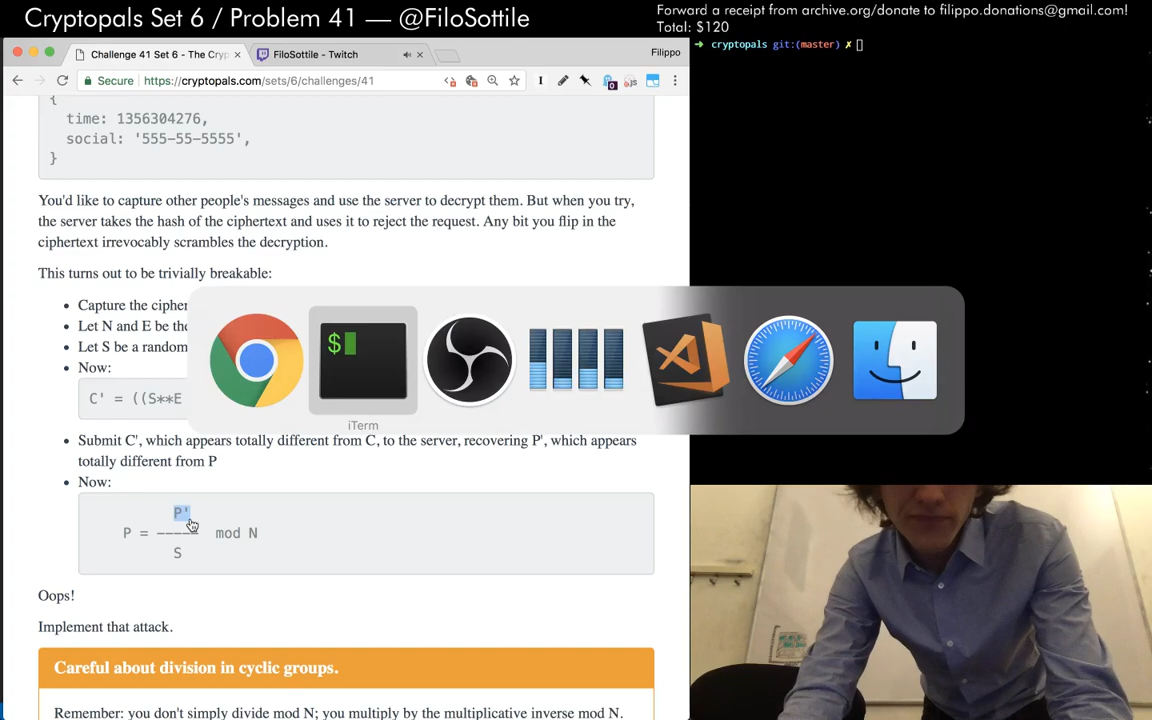 Cryptopals Set 6 / Problem 41 — @FiloSottile
Forward a receipt from archive.org/donate to filippo.donations@gmail.com!
Total: $120
Challenge 41 Set 6 - The Cryp
FiloSottile - Twitch
Filippo
Secure
https://cryptopals.com/sets/6/challenges/41
➜ cryptopals git:(master) ✗
{
time: 1356304276,
social: '555-55-5555',
}
You'd like to capture other people's messages and use the server to decrypt them. But when you try,
the server takes the hash of the ciphertext and uses it to reject the request. Any bit you flip in the
ciphertext irrevocably scrambles the decryption.
This turns out to be trivially breakable:
• Capture the cipher
• Let N and E be the
• Let S be a random
• Now:
C' = ((S**E
$
iTerm
• Submit C', which appears totally different from C, to the server, recovering P', which appears
totally different from P
• Now:
P'
P = ----- mod N
S
Oops!
Implement that attack.
Careful about division in cyclic groups.
Remember: you don't simply divide mod N; you multiply by the multiplicative inverse mod N.